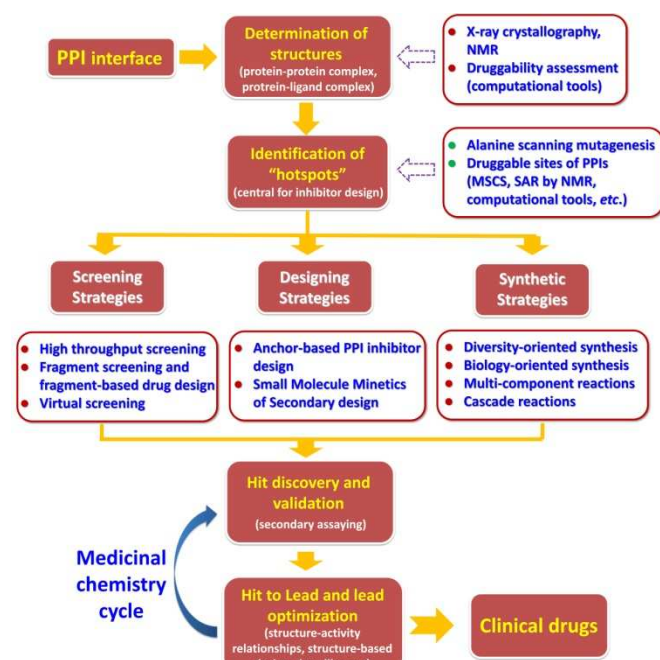 PPI interface
Determination of
structures
(protein-protein complex,
protrein-ligand complex)
• X-ray crystallography,
NMR
• Druggability assessment
(computational tools)
Identification of
“hotspots”
(central for inhibitor design)
• Alanine scanning mutagenesis
• Druggable sites of PPIs
(MSCS, SAR by NMR,
computational tools, etc.)
Screening
Strategies
Designing
Strategies
Synthetic
Strategies
• High throughput screening
• Fragment screening and
fragment-based drug design
• Virtual screening
• Anchor-based PPI inhibitor
design
• Small Molecule Minetics
of Secondary design
• Diversity-oriented synthesis
• Biology-oriented synthesis
• Multi-component reactions
• Cascade reactions
Hit discovery and
validation
(secondary assaying)
Medicinal
chemistry
cycle
Hit to Lead and lead
optimization
(structure-activity
relationships, structure-based
Clinical drugs